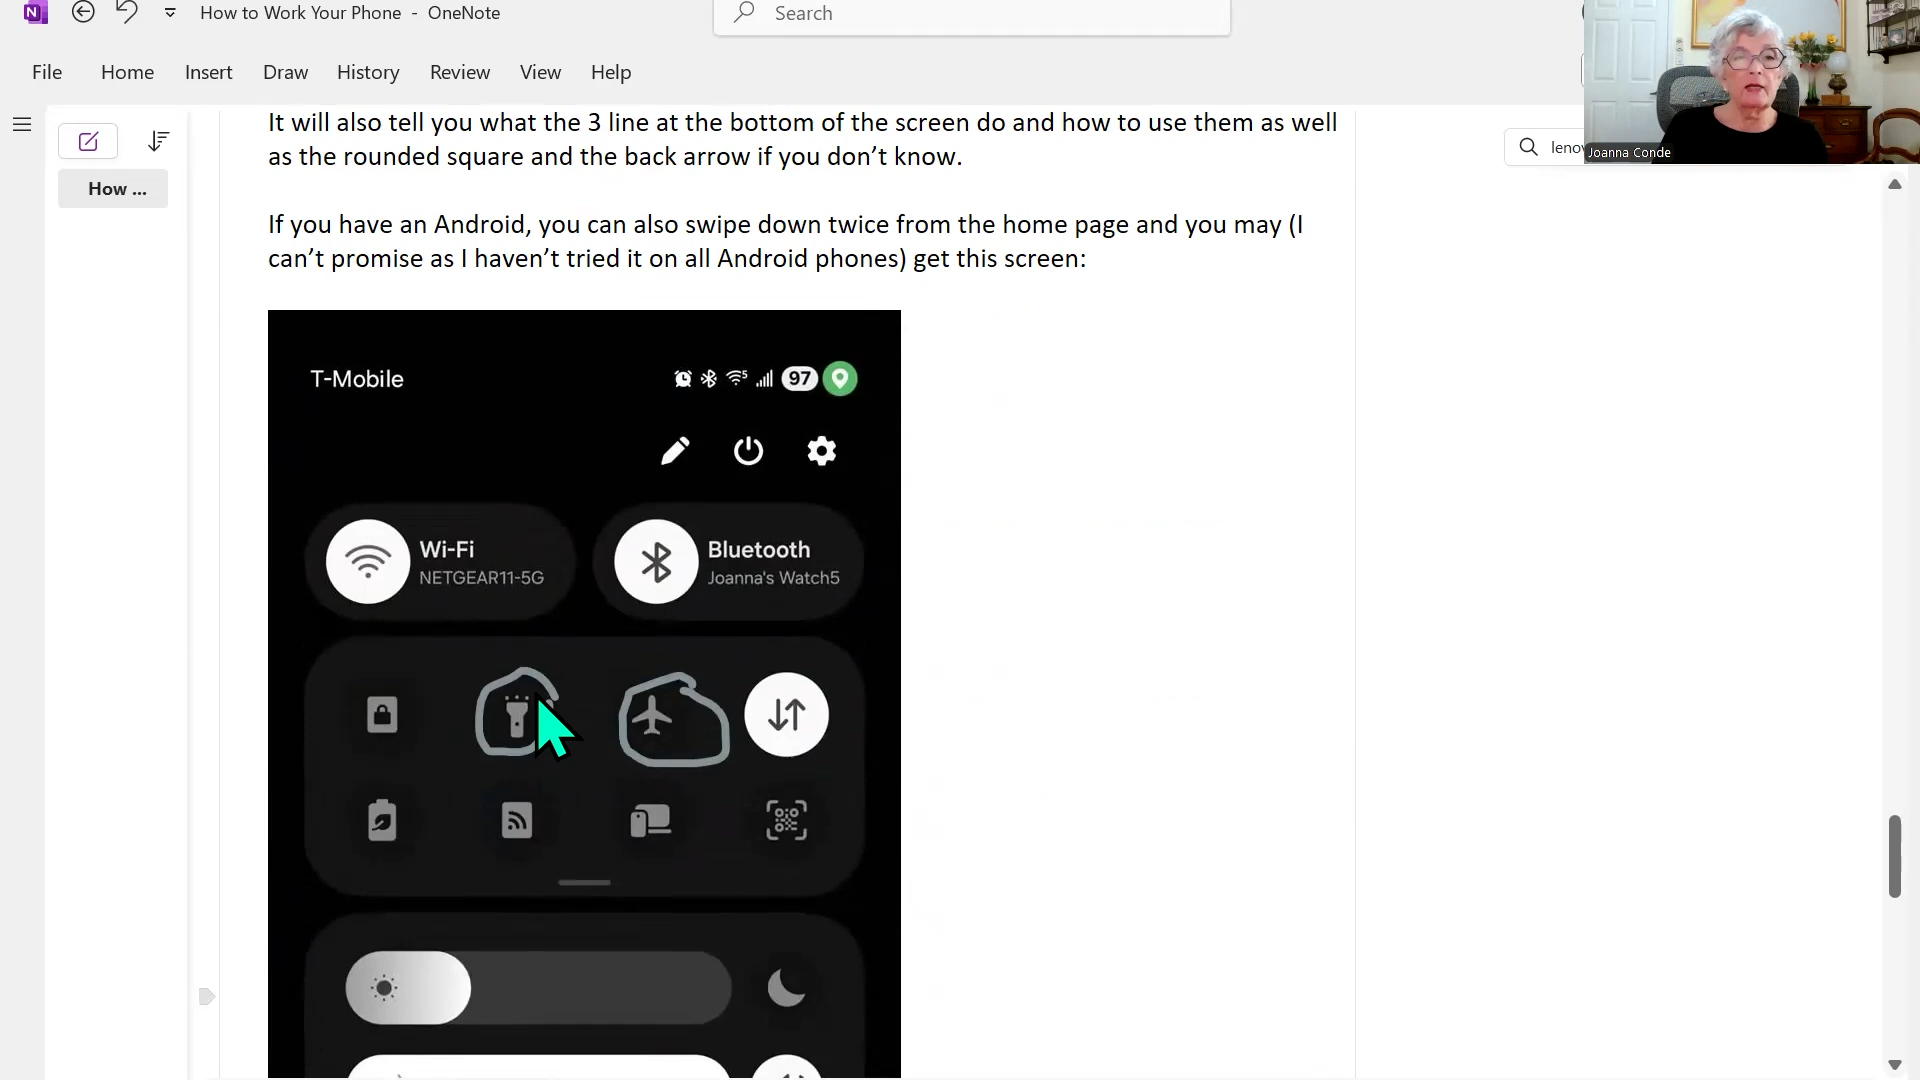 How to Work Your Phone - OneNote
Search
File Home Insert Draw History Review View Help
Joanna Conde
How ...
It will also tell you what the 3 line at the bottom of the screen do and how to use them as well
as the rounded square and the back arrow if you don't know.
If you have an Android, you can also swipe down twice from the home page and you may (I
can't promise as I haven't tried it on all Android phones) get this screen:
T-Mobile
5 97
Wi-Fi
NETGEAR11-5G
Bluetooth
Joanna's Watch5